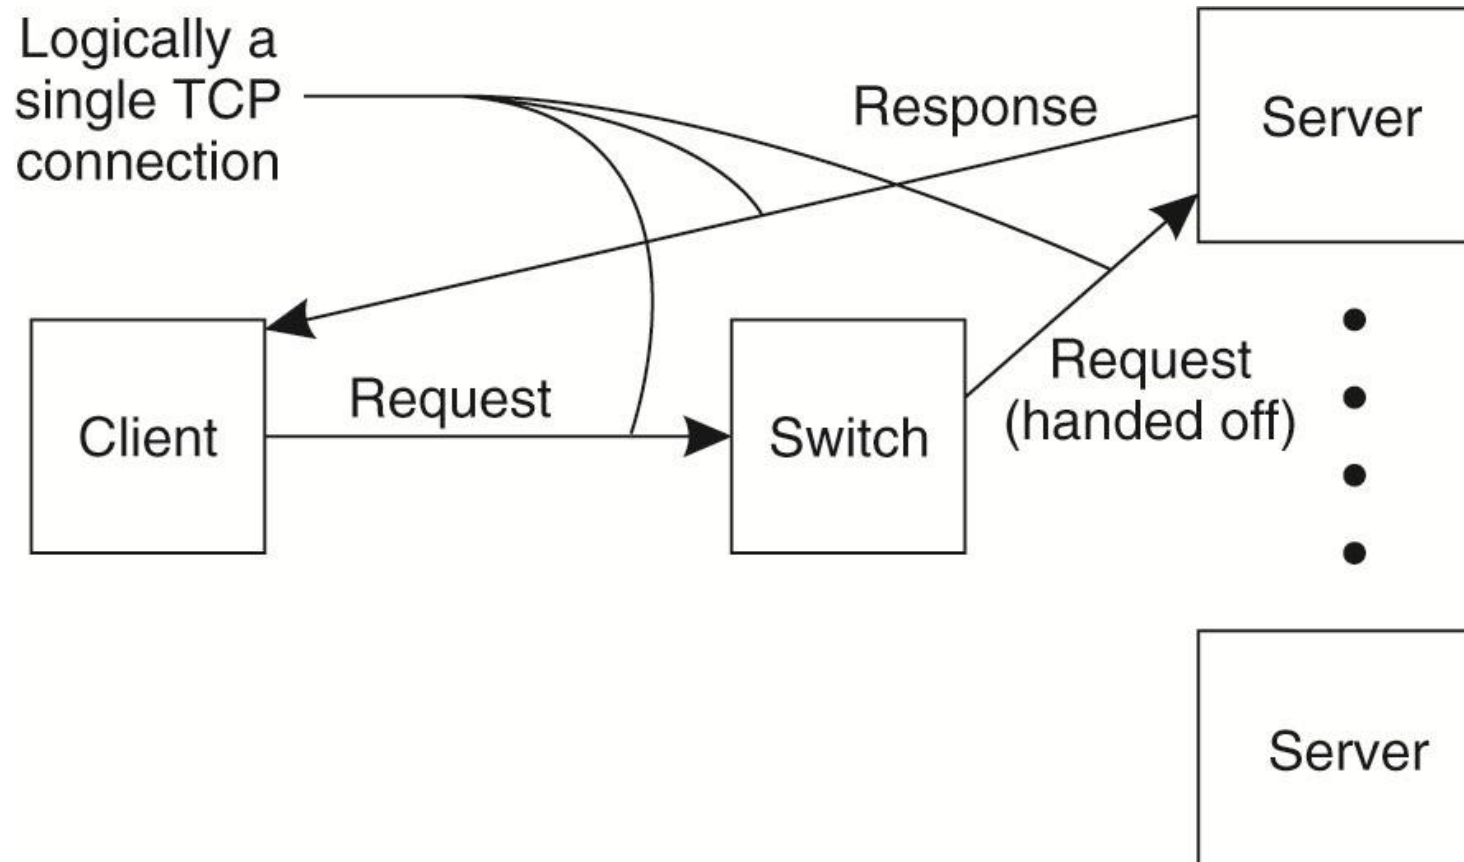 Logically a
single TCP
connection
Response
Server
Request
Client
Switch
Request
(handed off)
Server